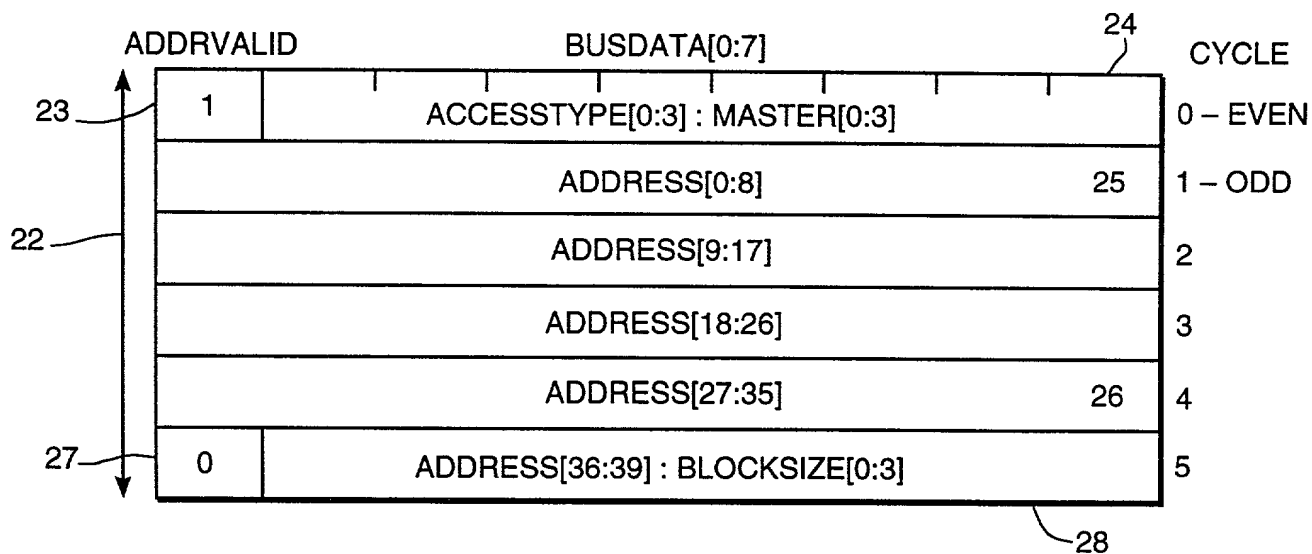 ADDRVALID BUSDATA[0:7] 24 CYCLE
23 1 ACCESSTYPE[0:3] : MASTER[0:3] 0 – EVEN
ADDRESS[0:8] 25 1 – ODD
22 ADDRESS[9:17] 2
ADDRESS[18:26] 3
ADDRESS[27:35] 26 4
27 0 ADDRESS[36:39] : BLOCKSIZE[0:3] 5
28